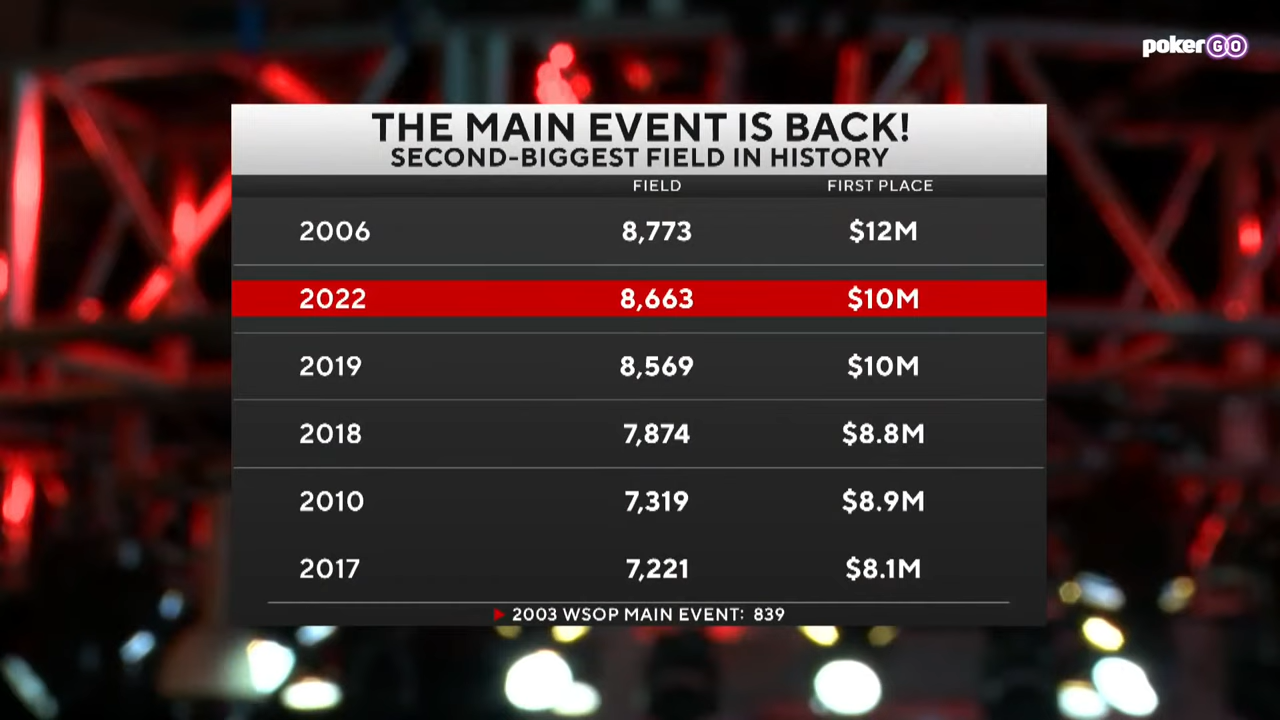 pokerGO
THE MAIN EVENT IS BACK!
SECOND-BIGGEST FIELD IN HISTORY
FIELD FIRST PLACE
2006 8,773 $12M
2022 8,663 $10M
2019 8,569 $10M
2018 7,874 $8.8M
2010 7,319 $8.9M
2017 7,221 $8.1M
2003 WSOP MAIN EVENT: 839